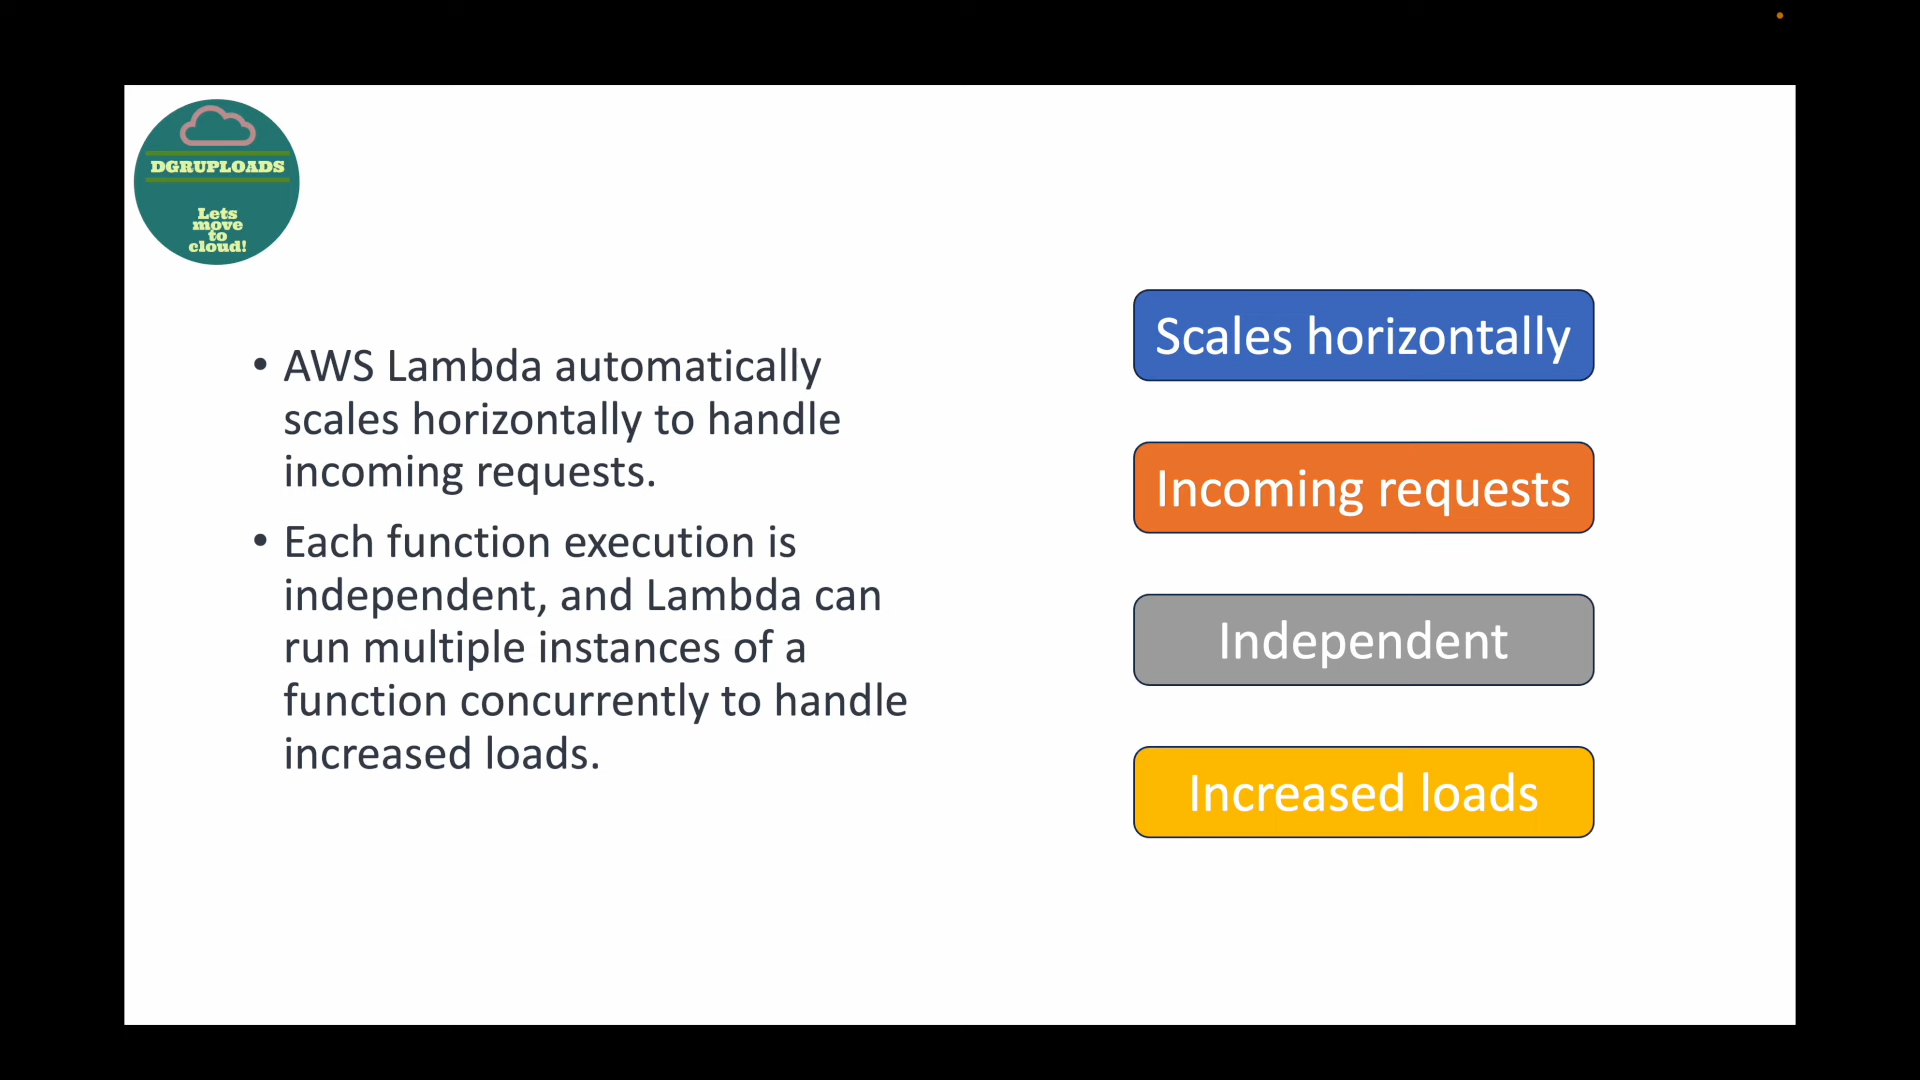 DGRUPLOADS
Lets
move
to
cloud!
• AWS Lambda automatically
scales horizontally to handle
incoming requests.
• Each function execution is
independent, and Lambda can
run multiple instances of a
function concurrently to handle
increased loads.
Scales horizontally
Incoming requests
Independent
Increased loads